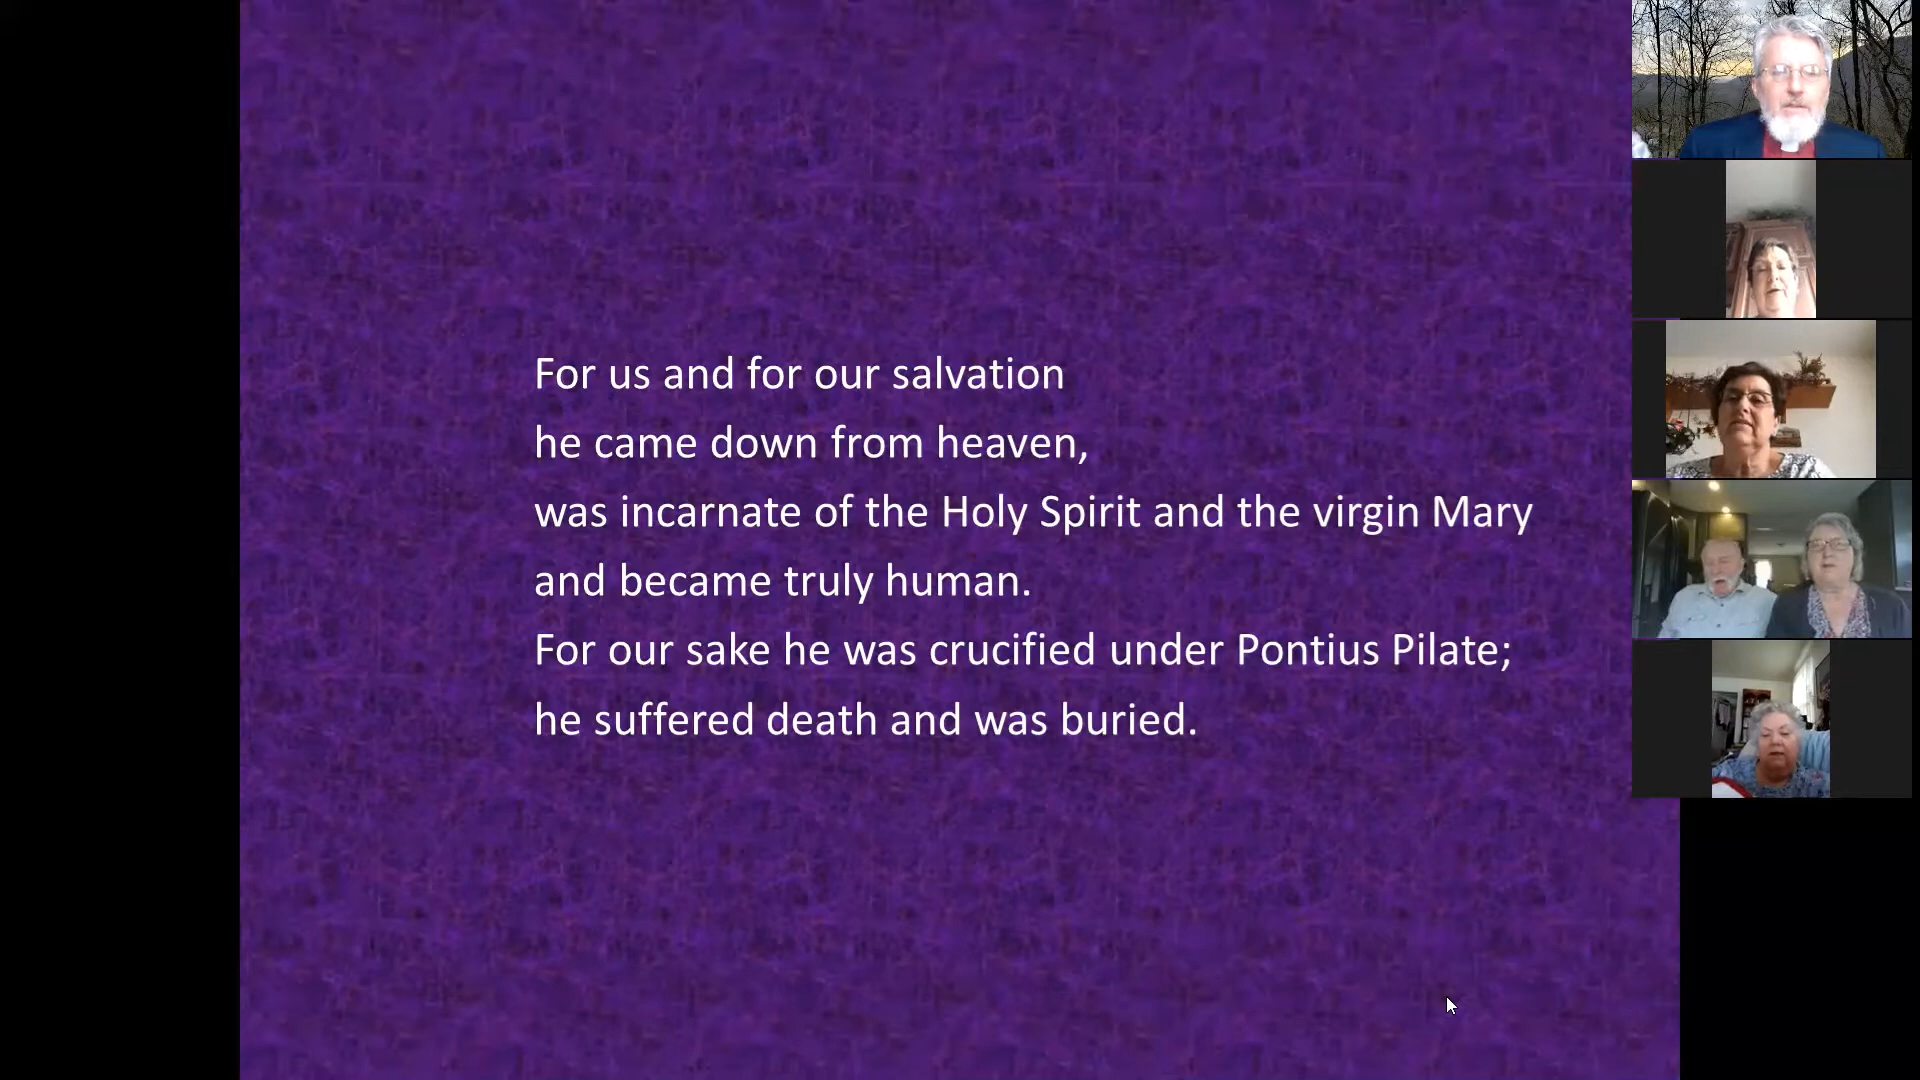 For us and for our salvation
he came down from heaven,
was incarnate of the Holy Spirit and the virgin Mary
and became truly human.
For our sake he was crucified under Pontius Pilate;
he suffered death and was buried.